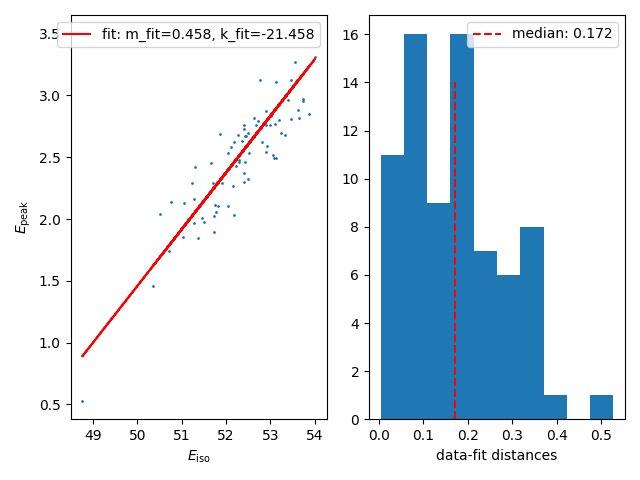 fit: m_fit=0.458, k_fit=-21.458
3.5
3.0
2.5
2.0
1.5
1.0
0.5
E_peak
49 50 51 52 53 54
E_iso
median: 0.172
16
14
12
10
8
6
4
2
0
0.0 0.1 0.2 0.3 0.4 0.5
data-fit distances